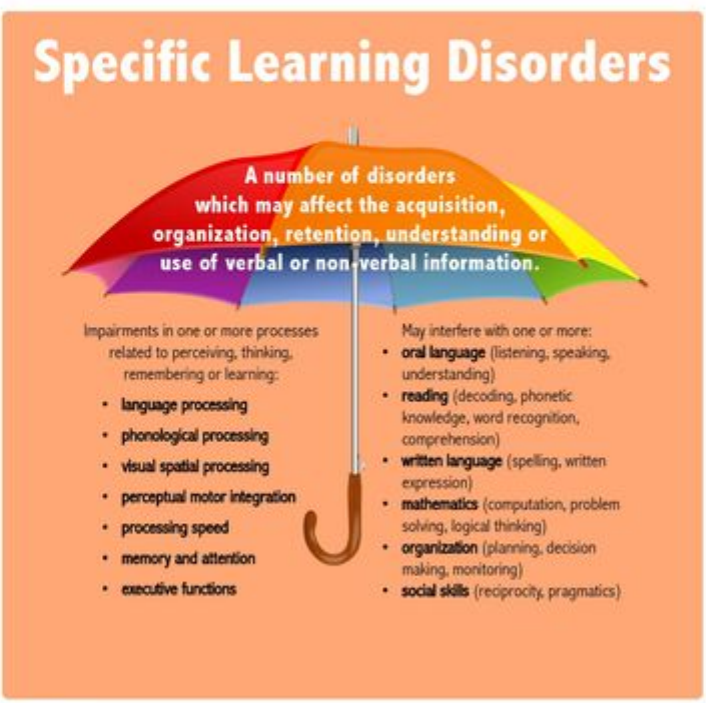 Specific Learning Disorders
A number of disorders
which may affect the acquisition,
organization, retention, understanding or
use of verbal or non-verbal information.
Impairments in one or more processes
related to perceiving, thinking,
remembering or learning:
• language processing
• phonological processing
• visual spatial processing
• perceptual motor integration
• processing speed
• memory and attention
• executive functions
May interfere with one or more:
• oral language (listening, speaking,
understanding)
• reading (decoding, phonetic
knowledge, word recognition,
comprehension)
• written language (spelling, written
expression)
• mathematics (computation, problem
solving, logical thinking)
• organization (planning, decision
making, monitoring)
• social skills (reciprocity, pragmatics)